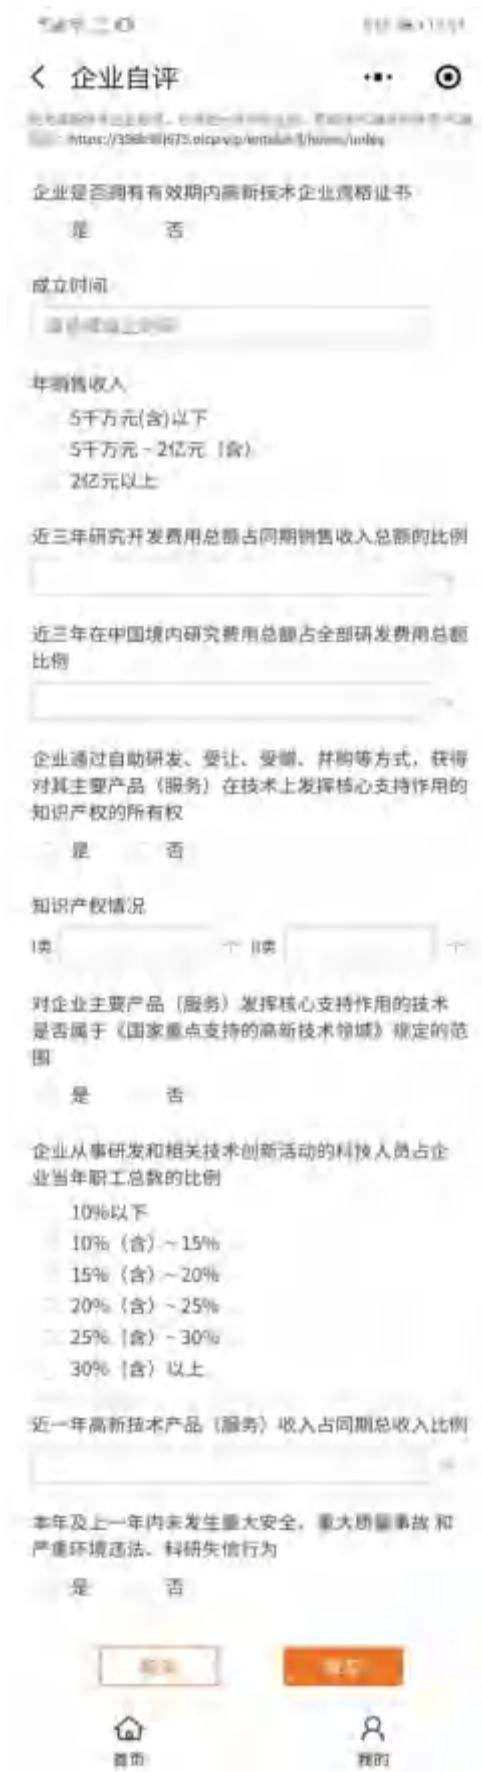 企业自评
企业是否拥有有效期内高新技术企业资格证书
是 否
成立时间
年销售收入
5千万元(含)以下
5千万元 - 2亿元（含）
2亿元以上
近三年研究开发费用总额占同期销售收入总额的比例
近三年在中国境内研究费用总额占全部研发费用总额
比例
企业通过自助研发、受让、受赠、并购等方式，获得
对其主要产品（服务）在技术上发挥核心支持作用的
知识产权的所有权
是 否
知识产权情况
I类 个 II类 个
对企业主要产品（服务）发挥核心支持作用的技术
是否属于《国家重点支持的高新技术领域》规定的范
围
是 否
企业从事研发和相关技术创新活动的科技人员占企
业当年职工总数的比例
10%以下
10%（含）~ 15%
15%（含）~ 20%
20%（含）~ 25%
25%（含）~ 30%
30%（含）以上
近一年高新技术产品（服务）收入占同期总收入比例
本年及上一年内未发生重大安全、重大质量事故 和
严重环境违法、科研失信行为
是 否
首页 我的